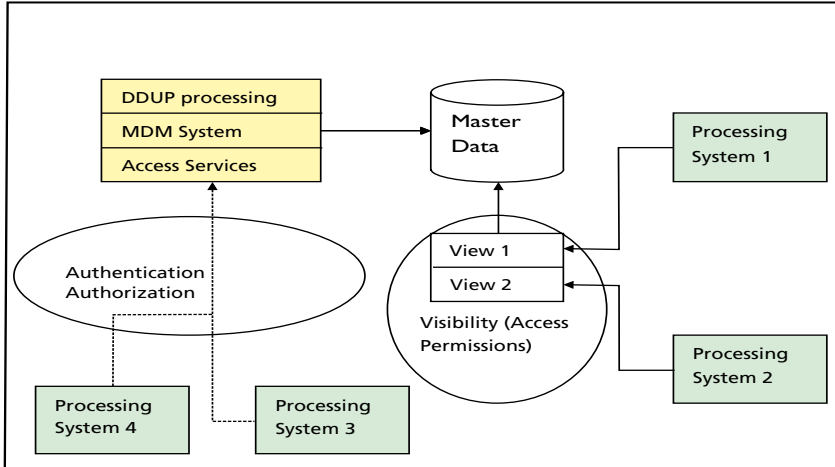 DDUP processing
MDM System
Access Services
Master
Data
Processing
System 1
Authentication
Authorization
View 1
View 2
Visibility (Access
Permissions)
Processing
System 2
Processing
System 4
Processing
System 3